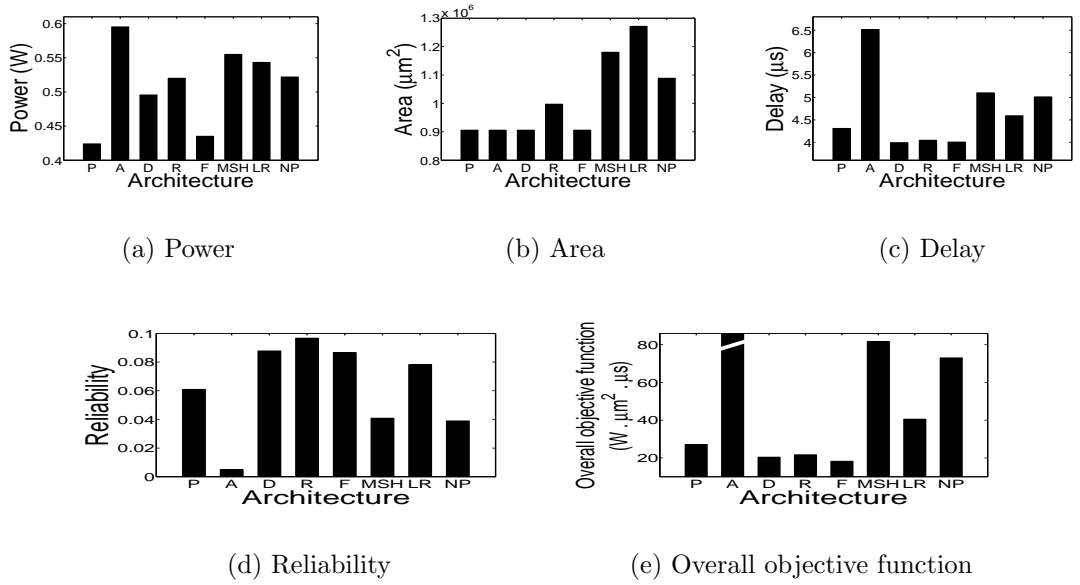 0.6
0.55
0.5
0.45
0.4
Power (W)
P A D R F MSH LR NP
Architecture
(a) Power
x 10^6
1.3
1.2
1.1
1
0.9
0.8
Area (μm²)
P A D R F MSH LR NP
Architecture
(b) Area
6.5
6
5.5
5
4.5
4
Delay (μs)
P A D R F MSH LR NP
Architecture
(c) Delay
0.1
0.08
0.06
0.04
0.02
0
Reliability
P A D R F MSH LR NP
Architecture
(d) Reliability
80
60
40
20
Overall objective function
(W . μm² . μs)
P A D R F MSH LR NP
Architecture
(e) Overall objective function